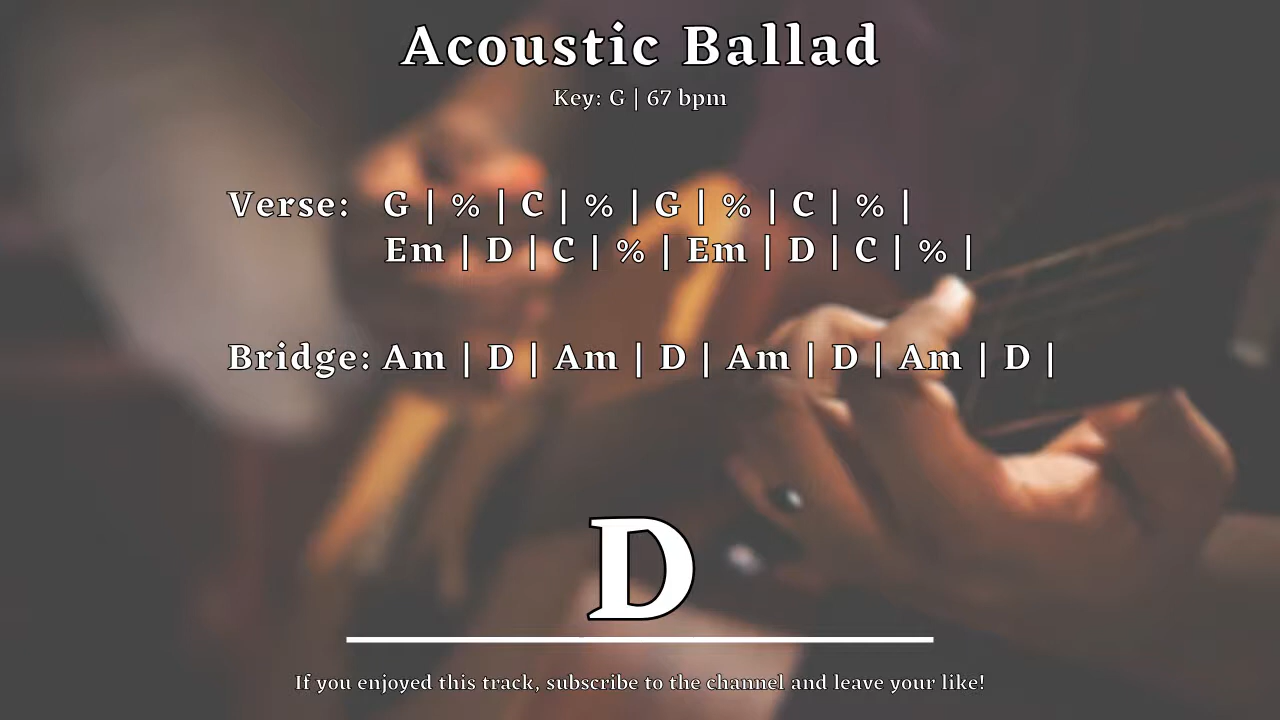 Acoustic Ballad
Key: G | 67 bpm
Verse: G | % | C | % | G | % | C | % |
Em | D | C | % | Em | D | C | % |
Bridge: Am | D | Am | D | Am | D | Am | D |
D
If you enjoyed this track, subscribe to the channel and leave your like!